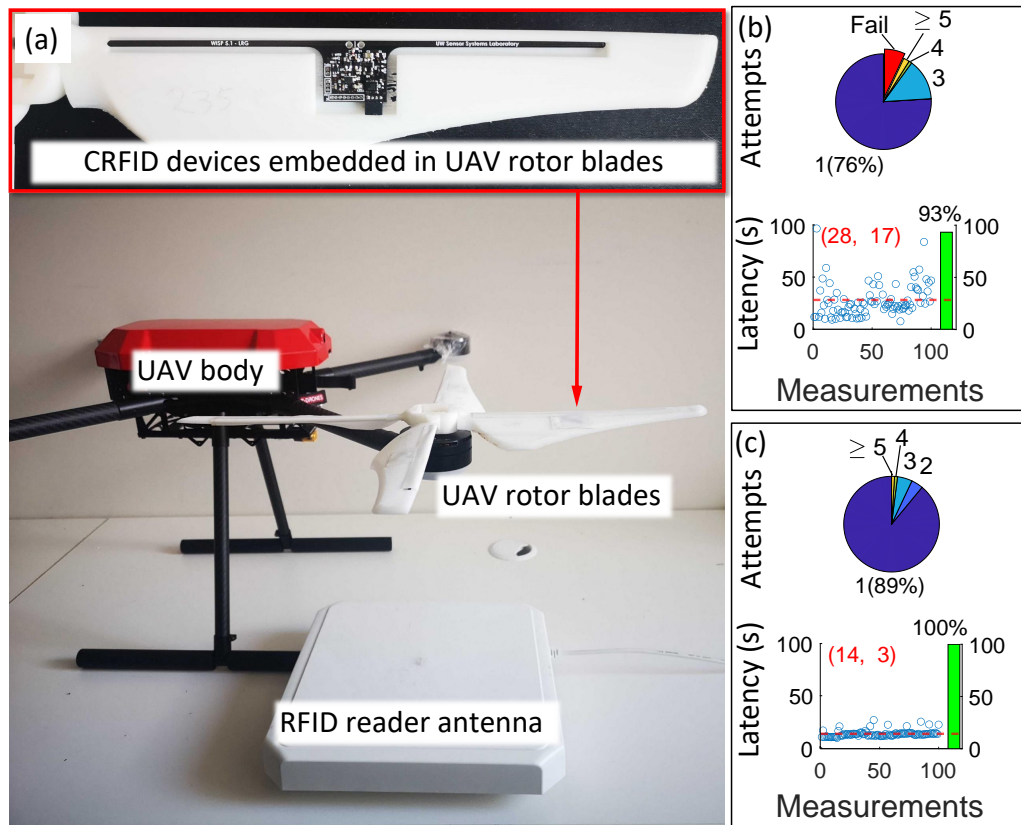 (a)
WISP 5.1 - LRG
UW Sensor Systems Laboratory
235
CRFID devices embedded in UAV rotor blades
UAV body
UAV rotor blades
RFID reader antenna
(b)
Attempts
Fail
≥ 5
4
3
1(76%)
Latency (s)
100
50
0
(28, 17)
93%
100
50
0
0
50
100
Measurements
(c)
Attempts
≥ 5
4
3
2
1(89%)
Latency (s)
100
50
0
(14, 3)
100%
100
50
0
0
50
100
Measurements